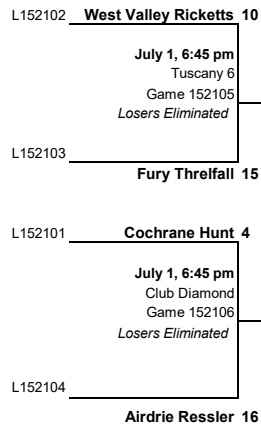 L152102 West Valley Ricketts 10
July 1, 6:45 pm
Tuscany 6
Game 152105
Losers Eliminated
L152103
Fury Threlfall 15
L152101 Cochrane Hunt 4
July 1, 6:45 pm
Club Diamond
Game 152106
Losers Eliminated
L152104
Airdrie Ressler 16